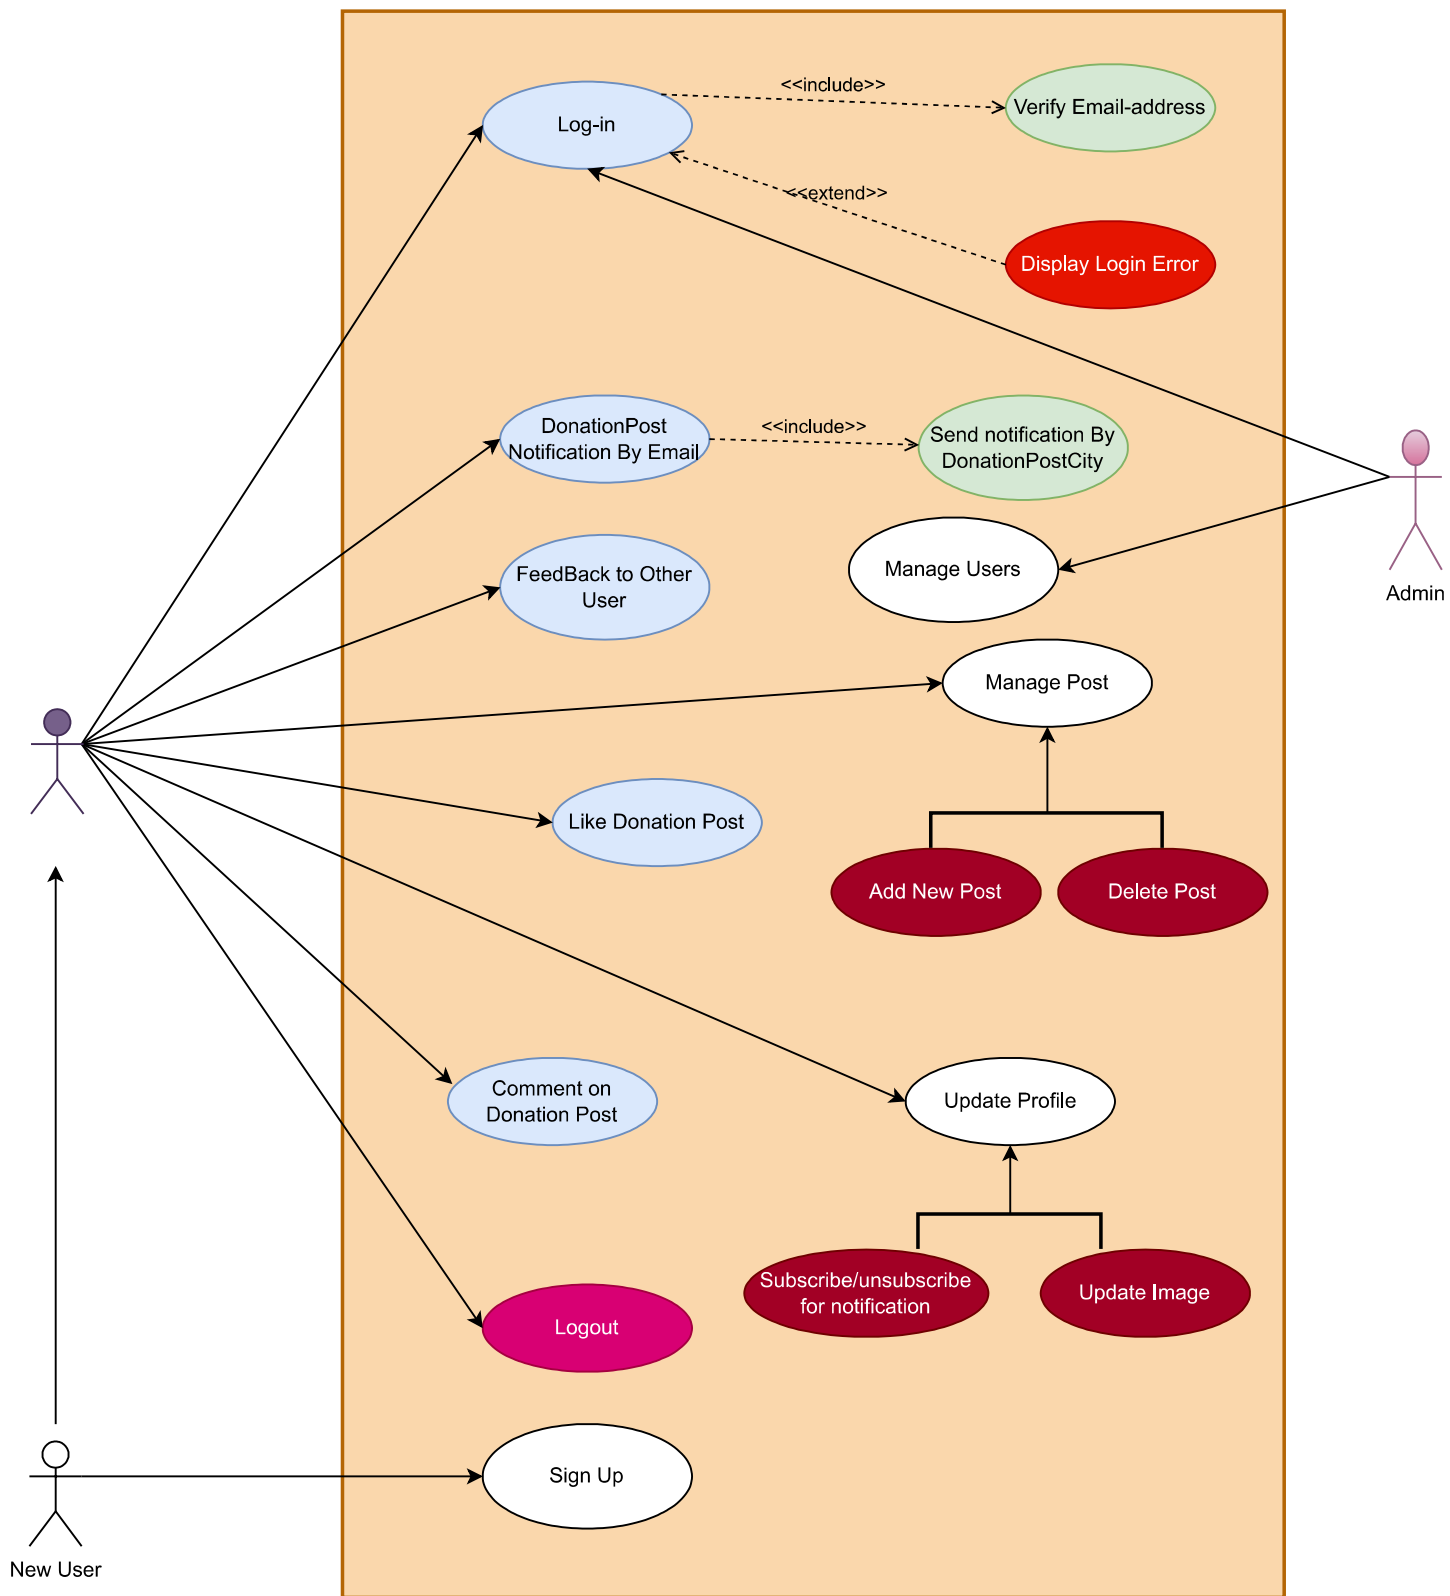 <<include>>
Verify Email-address
Log-in
<<extend>>
Display Login Error
DonationPost
Notification By Email
<<include>>
Send notification By
DonationPostCity
Manage Users
FeedBack to Other
User
Admin
Manage Post
Like Donation Post
Add New Post
Delete Post
Comment on
Donation Post
Update Profile
Subscribe/unsubscribe
for notification
Update Image
Logout
Sign Up
New User